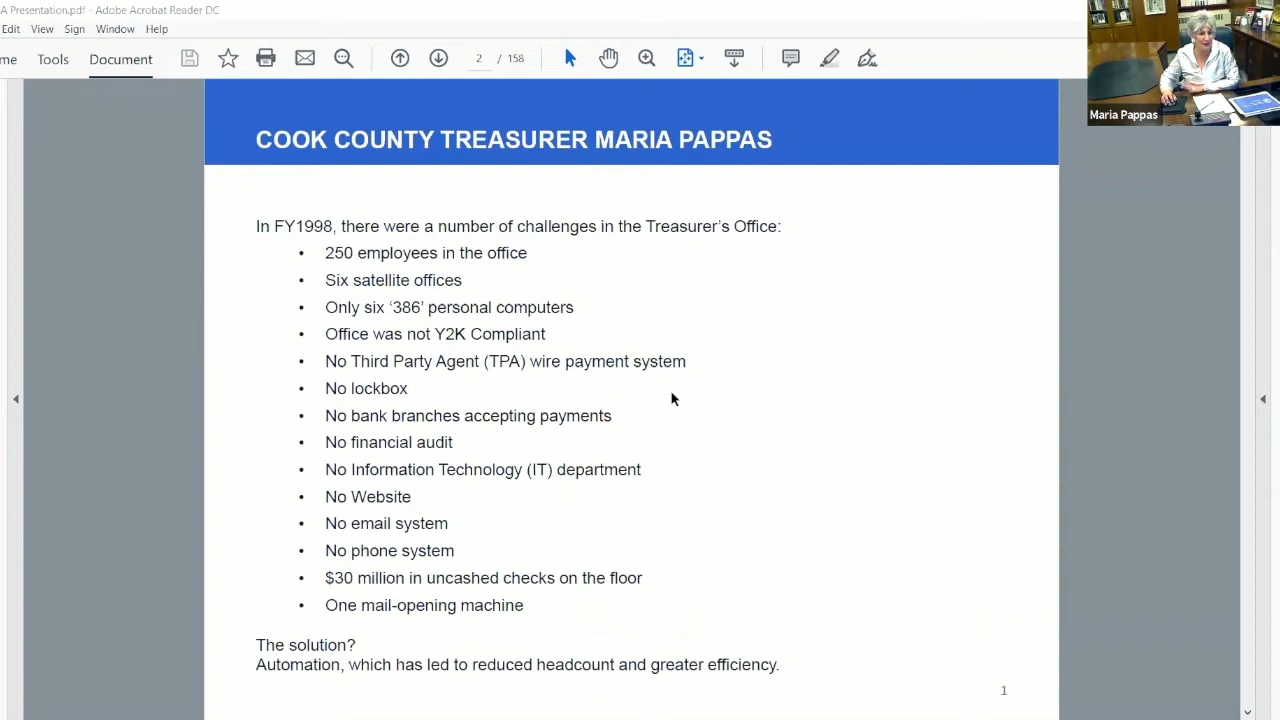 A Presentation.pdf - Adobe Acrobat Reader DC
Edit View Sign Window Help
me Tools Document 2 / 158
Maria Pappas
COOK COUNTY TREASURER MARIA PAPPAS
In FY1998, there were a number of challenges in the Treasurer’s Office:
• 250 employees in the office
• Six satellite offices
• Only six ‘386’ personal computers
• Office was not Y2K Compliant
• No Third Party Agent (TPA) wire payment system
• No lockbox
• No bank branches accepting payments
• No financial audit
• No Information Technology (IT) department
• No Website
• No email system
• No phone system
• $30 million in uncashed checks on the floor
• One mail-opening machine
The solution?
Automation, which has led to reduced headcount and greater efficiency.
1